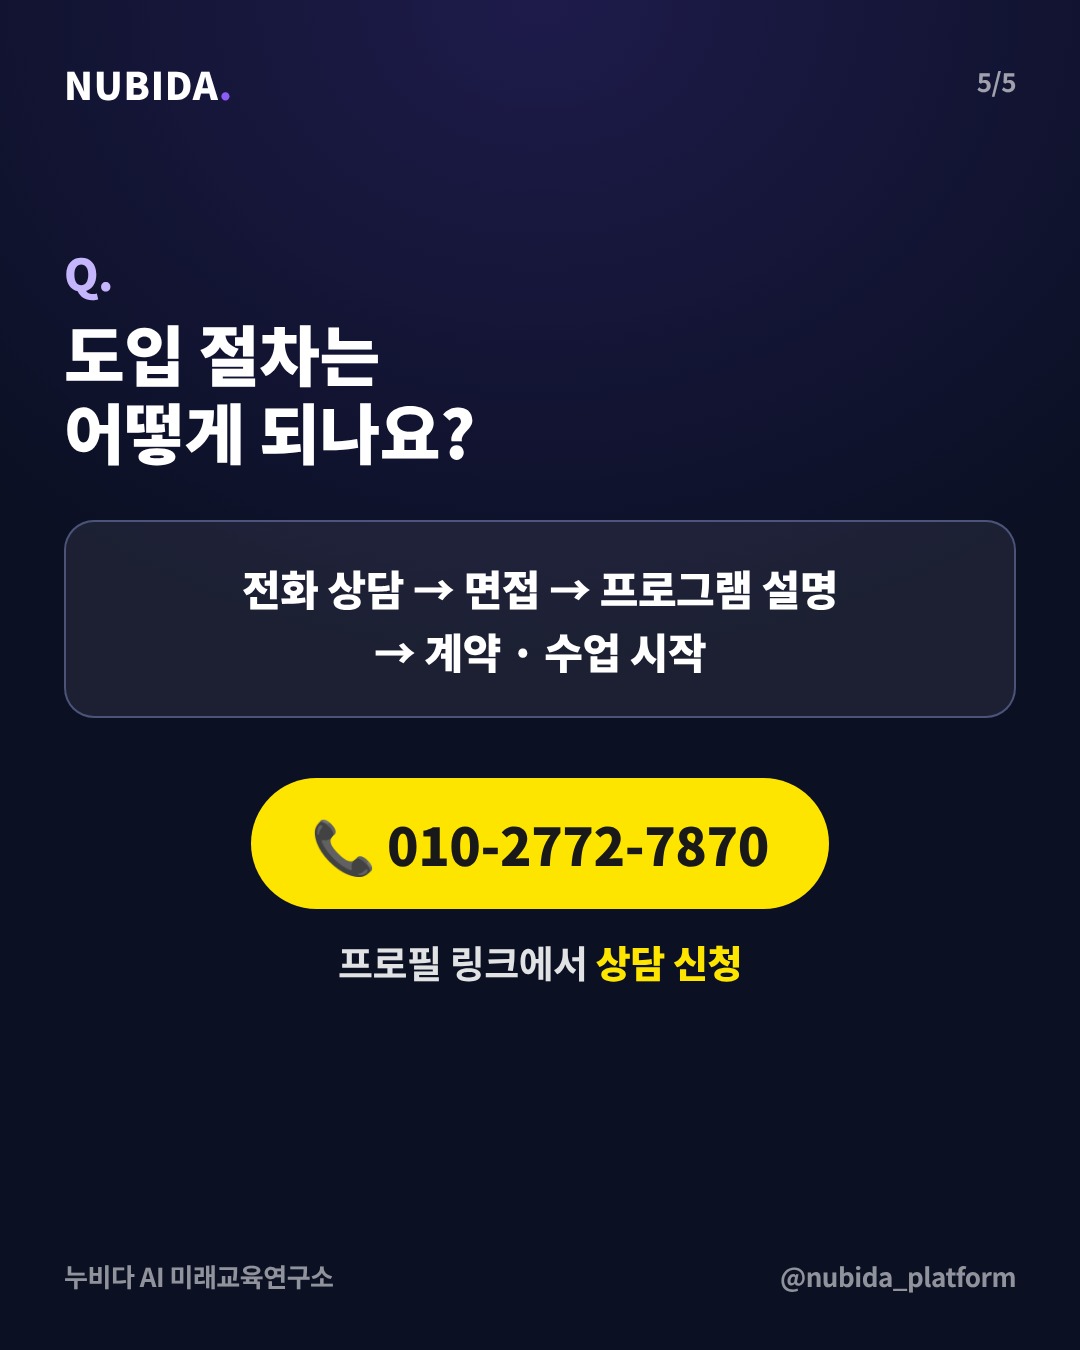 NUBIDA.
5/5
Q.
도입 절차는
어떻게 되나요?
전화 상담 → 면접 → 프로그램 설명
→ 계약 · 수업 시작
📞 010-2772-7870
프로필 링크에서 상담 신청
누비다 AI 미래교육연구소
@nubida_platform